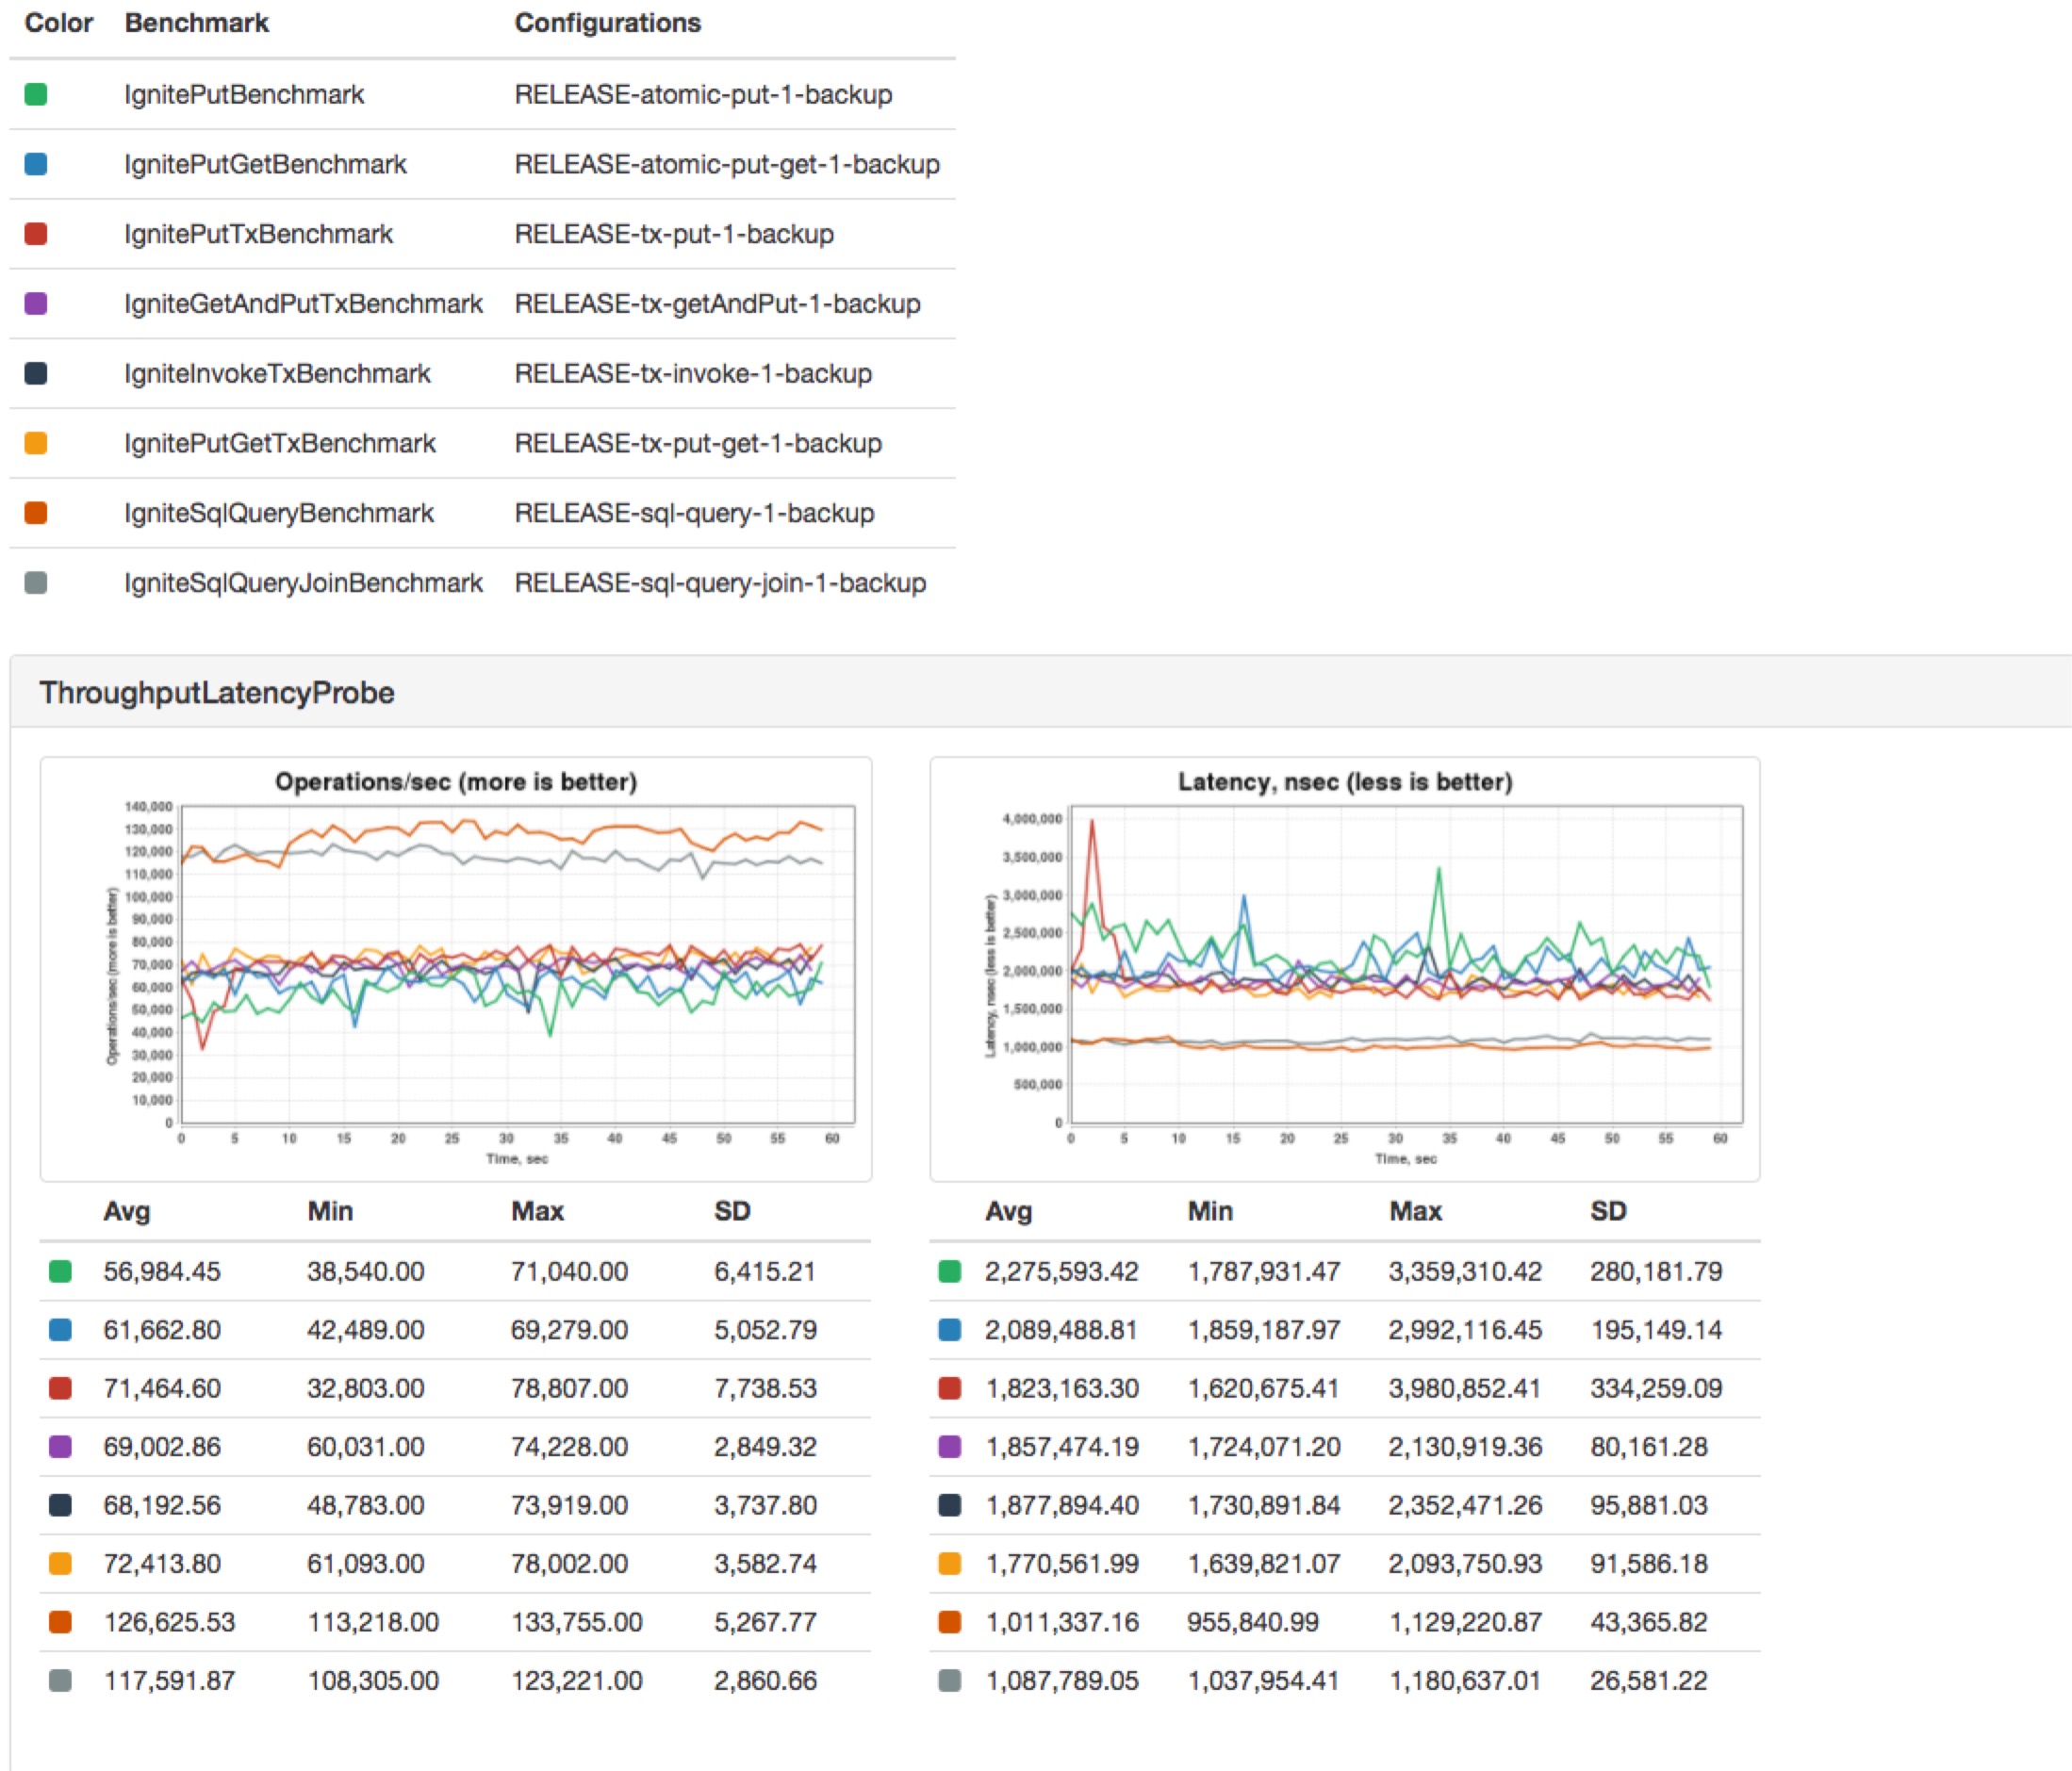 Color Benchmark Configurations
IgnitePutBenchmark RELEASE-atomic-put-1-backup
IgnitePutGetBenchmark RELEASE-atomic-put-get-1-backup
IgnitePutTxBenchmark RELEASE-tx-put-1-backup
IgniteGetAndPutTxBenchmark RELEASE-tx-getAndPut-1-backup
IgniteInvokeTxBenchmark RELEASE-tx-invoke-1-backup
IgnitePutGetTxBenchmark RELEASE-tx-put-get-1-backup
IgniteSqlQueryBenchmark RELEASE-sql-query-1-backup
IgniteSqlQueryJoinBenchmark RELEASE-sql-query-join-1-backup
ThroughputLatencyProbe
Operations/sec (more is better)
Operations/sec (more is better)
140,000
130,000
120,000
110,000
100,000
90,000
80,000
70,000
60,000
50,000
40,000
30,000
20,000
10,000
0
0 5 10 15 20 25 30 35 40 45 50 55 60
Time, sec
Latency, nsec (less is better)
Latency, nsec (less is better)
4,000,000
3,500,000
3,000,000
2,500,000
2,000,000
1,500,000
1,000,000
500,000
0
0 5 10 15 20 25 30 35 40 45 50 55 60
Time, sec
Avg Min Max SD
56,984.45 38,540.00 71,040.00 6,415.21
61,662.80 42,489.00 69,279.00 5,052.79
71,464.60 32,803.00 78,807.00 7,738.53
69,002.86 60,031.00 74,228.00 2,849.32
68,192.56 48,783.00 73,919.00 3,737.80
72,413.80 61,093.00 78,002.00 3,582.74
126,625.53 113,218.00 133,755.00 5,267.77
117,591.87 108,305.00 123,221.00 2,860.66
Avg Min Max SD
2,275,593.42 1,787,931.47 3,359,310.42 280,181.79
2,089,488.81 1,859,187.97 2,992,116.45 195,149.14
1,823,163.30 1,620,675.41 3,980,852.41 334,259.09
1,857,474.19 1,724,071.20 2,130,919.36 80,161.28
1,877,894.40 1,730,891.84 2,352,471.26 95,881.03
1,770,561.99 1,639,821.07 2,093,750.93 91,586.18
1,011,337.16 955,840.99 1,129,220.87 43,365.82
1,087,789.05 1,037,954.41 1,180,637.01 26,581.22